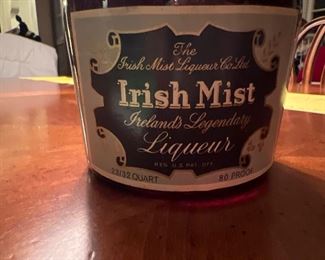 The
Irish Mist Liqueur Co. Ltd.
Irish Mist
Ireland's Legendary
Liqueur
REG. U.S. PAT. OFF.
23/32 QUART 80 PROOF